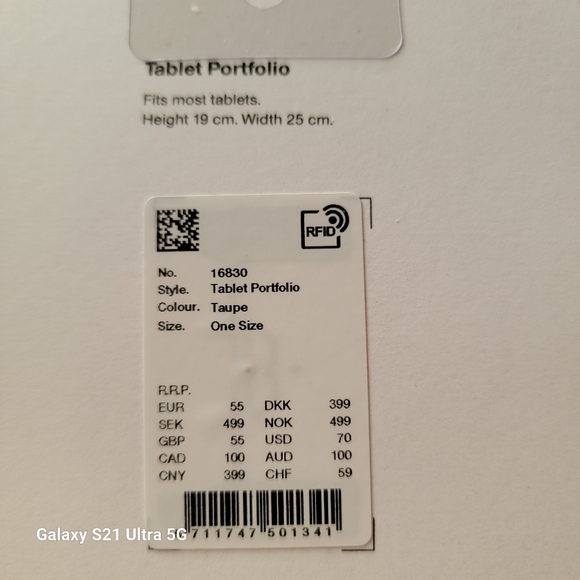 Tablet Portfolio
Fits most tablets.
Height 19 cm. Width 25 cm.
RFID
No. 16830
Style. Tablet Portfolio
Colour. Taupe
Size. One Size
R.R.P.
EUR 55 DKK 399
SEK 499 NOK 499
GBP 55 USD 70
CAD 100 AUD 100
CNY 399 CHF 59
711747 501341
Galaxy S21 Ultra 5G